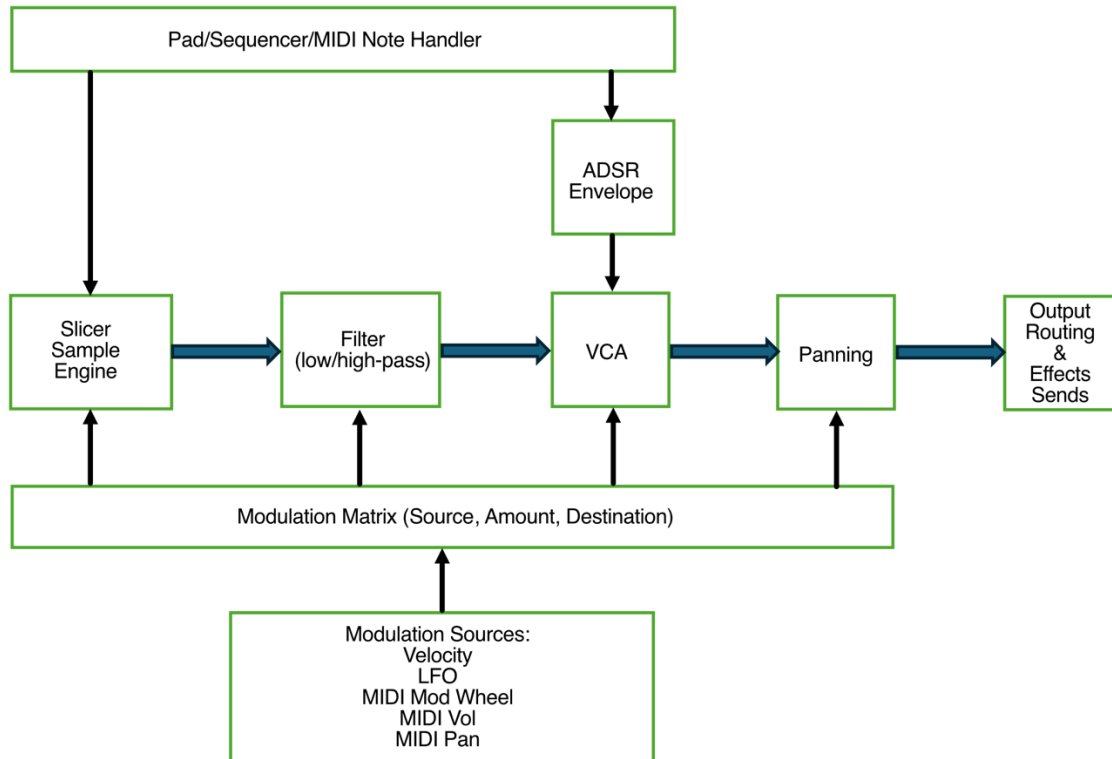 Pad/Sequencer/MIDI Note Handler
ADSR
Envelope
Slicer
Sample
Engine
Filter
(low/high-pass)
VCA
Panning
Output
Routing
&
Effects
Sends
Modulation Matrix (Source, Amount, Destination)
Modulation Sources:
Velocity
LFO
MIDI Mod Wheel
MIDI Vol
MIDI Pan